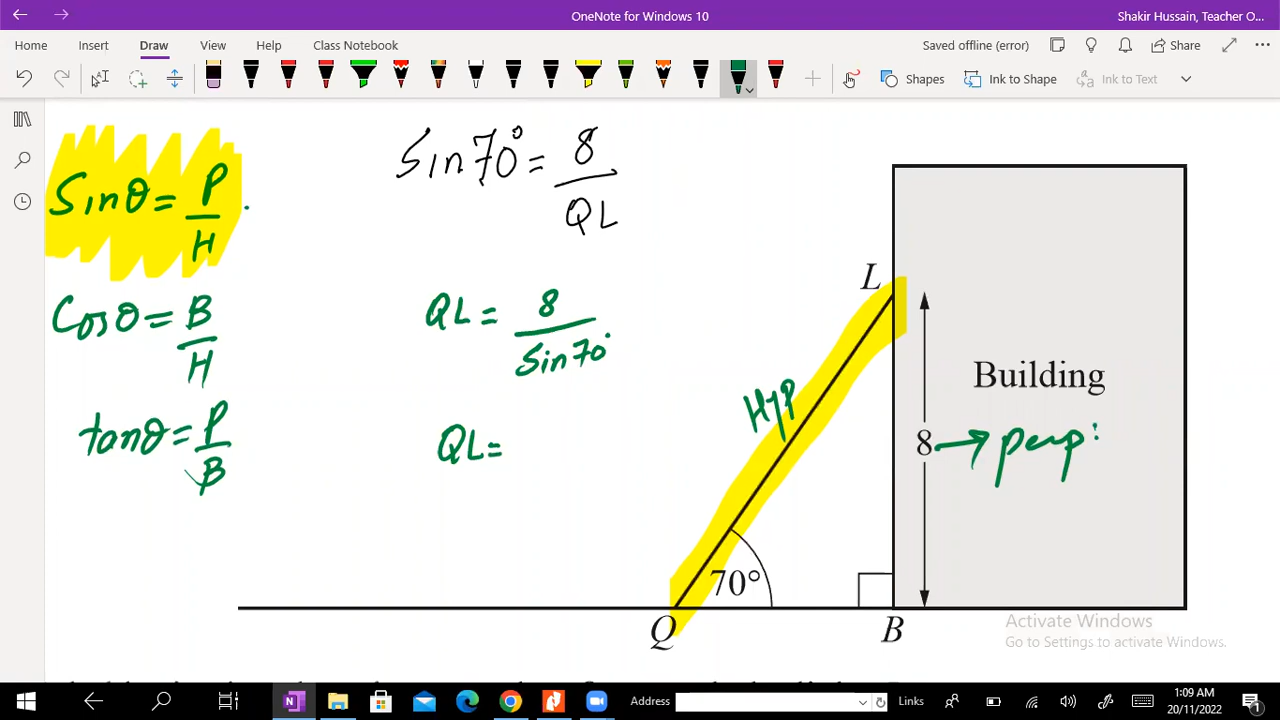 OneNote for Windows 10
Shakir Hussain, Teacher O...
Home Insert Draw View Help Class Notebook
Saved offline (error) Share
Shapes Ink to Shape Ink to Text
Sinθ = P/H
Cosθ = B/H
tanθ = P/B
Sin70° = 8/QL
QL = 8/Sin70
QL =
L
Hyp
Building
8 → perp:
70°
Q
B
Activate Windows
Go to Settings to activate Windows.
Address
Links
1:09 AM
20/11/2022